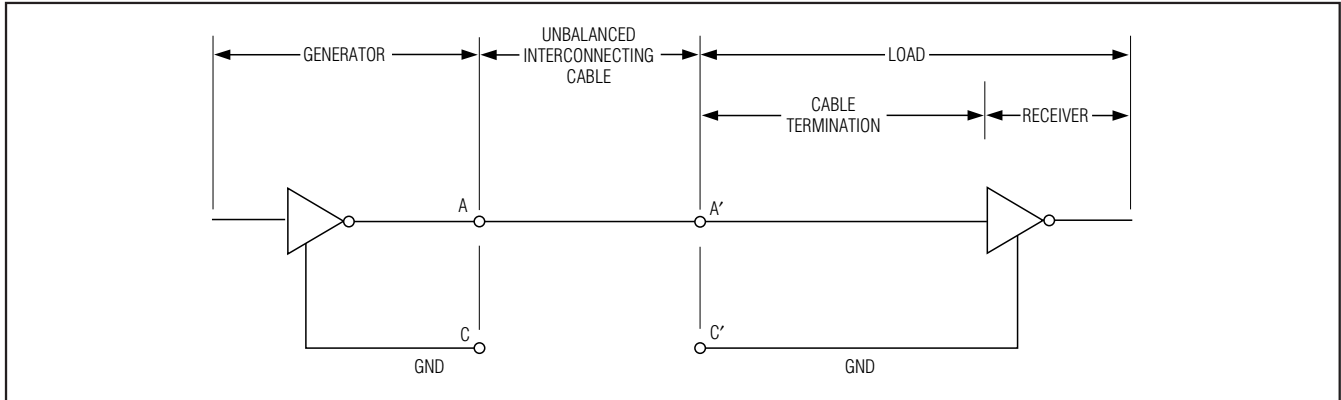 GENERATOR
UNBALANCED
INTERCONNECTING
CABLE
LOAD
CABLE
TERMINATION
RECEIVER
A
A′
C
C′
GND
GND